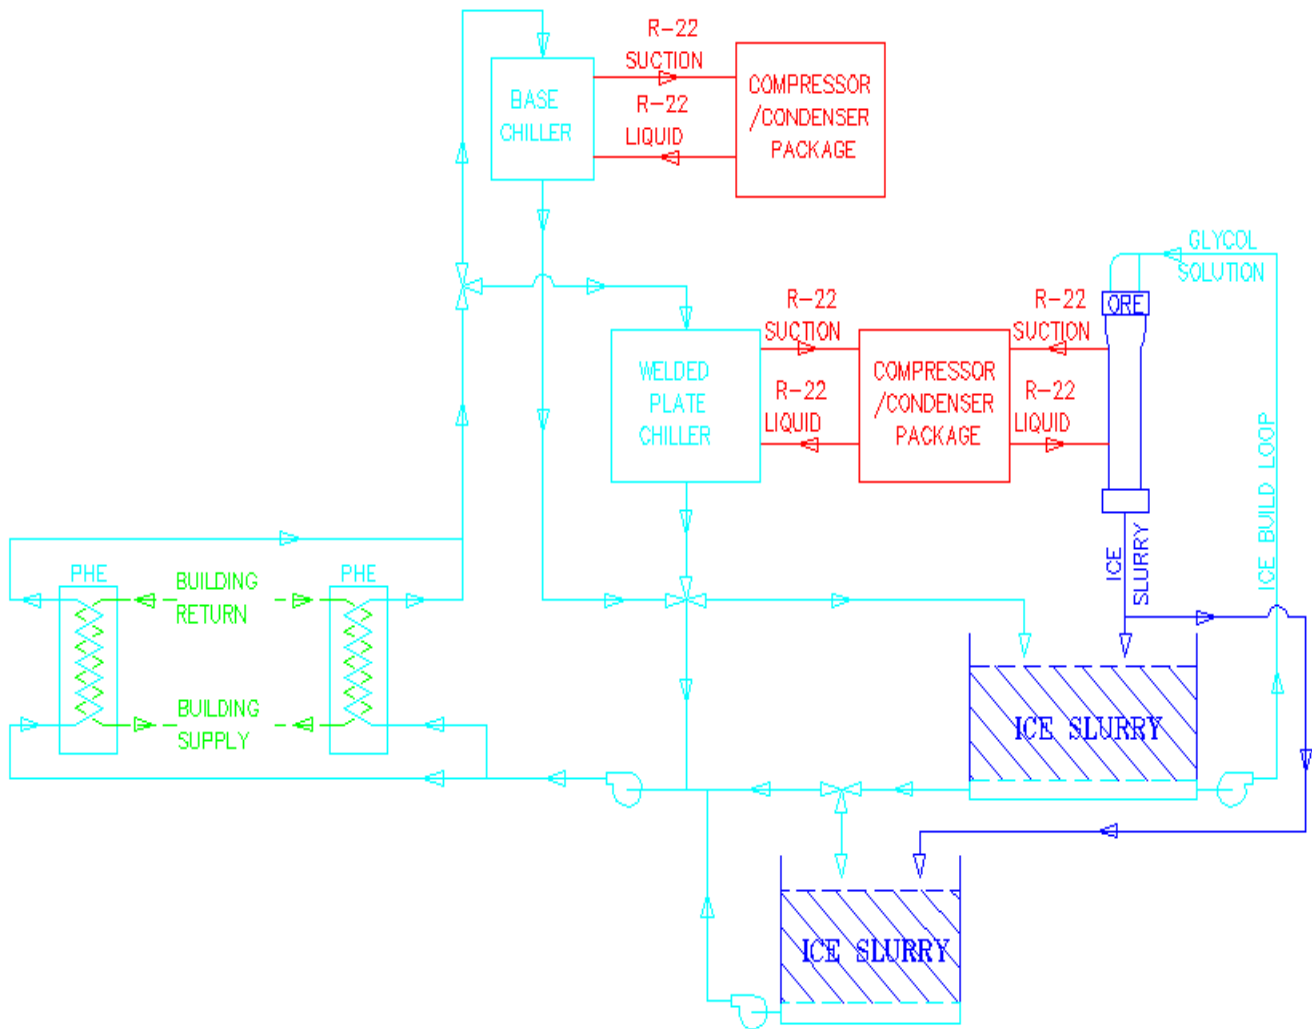 R-22
SUCTION
BASE
CHILLER
R-22
LIQUID
COMPRESSOR
/CONDENSER
PACKAGE
GLYCOL
SOLUTION
ORE
R-22
SUCTION
R-22
SUCTION
WELDED
PLATE
CHILLER
R-22
LIQUID
COMPRESSOR
/CONDENSER
PACKAGE
R-22
LIQUID
ICE BUILD LOOP
ICE
SLURRY
PHE
BUILDING
RETURN
PHE
BUILDING
SUPPLY
ICE SLURRY
ICE SLURRY